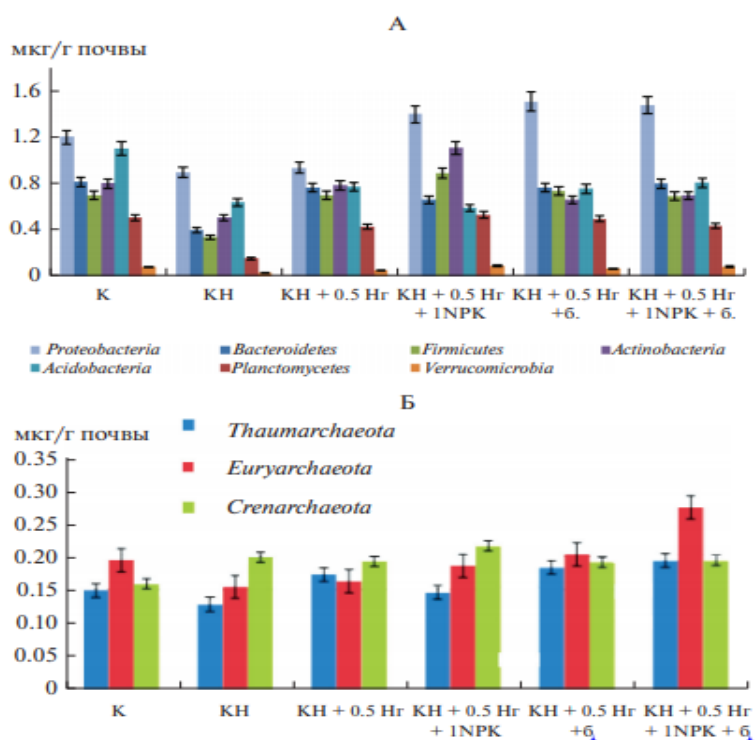 А
мкг/г почвы
1.6
1.2
0.8
0.4
0
К
КН
КН + 0.5 Нг
КН + 0.5 Нг
+ 1NPK
КН + 0.5 Нг
+б.
КН + 0.5 Нг
+ 1NPK + б.
Proteobacteria
Bacteroidetes
Firmicutes
Actinobacteria
Acidobacteria
Planctomycetes
Verrucomicrobia
Б
мкг/г почвы
Thaumarchaeota
Euryarchaeota
Crenarchaeota
0.35
0.30
0.25
0.20
0.15
0.10
0.05
0
К
КН
КН + 0.5 Нг
КН + 0.5 Нг
+ 1NPK
КН + 0.5 Нг
+б
КН + 0.5 Нг
+ 1NPK + б